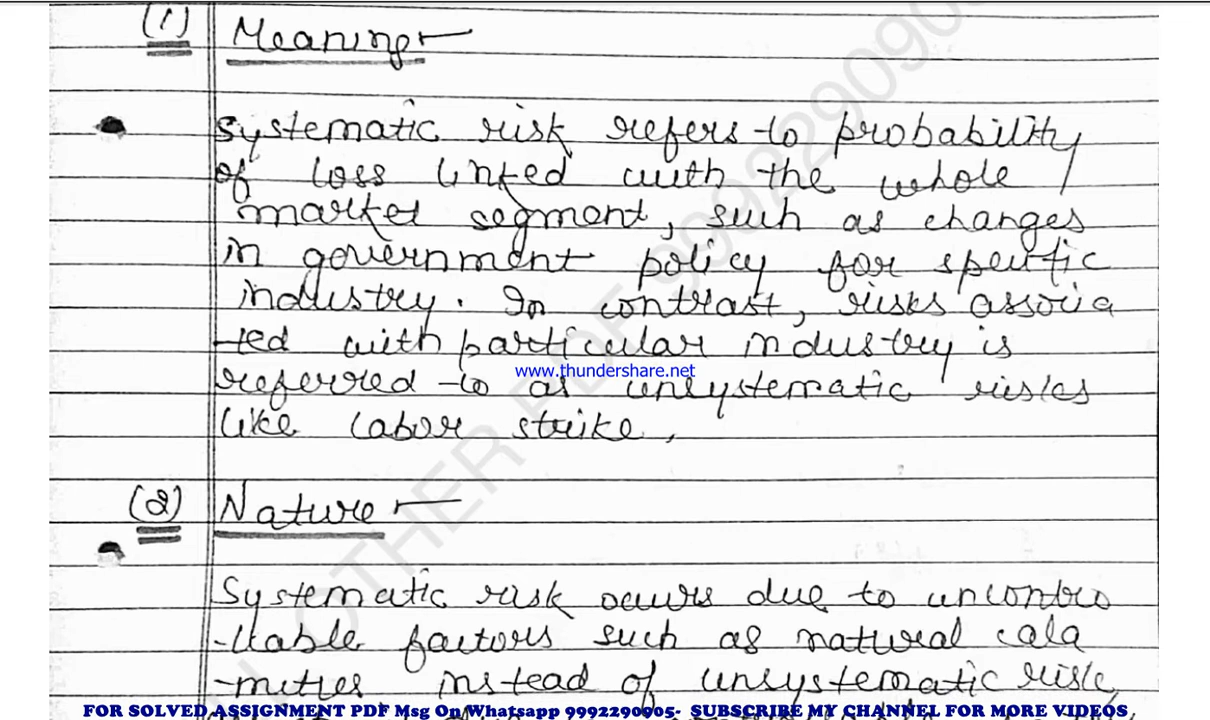 (1) Meaning -
Systematic risk refers to probability
of loss linked with the whole
market segment, such as changes
in government policy for specific
industry. In contrast, risks associa
-ted with particular industry is
www.thundershare.net
referred to as unsystematic risks
like labor strike,
(2) Nature -
Systematic risk occurs due to uncontro
-llable factors such as natural cala
-mities instead of unsystematic risk,
FOR SOLVED ASSIGNMENT PDF Msg On Whatsapp 9992290905- SUBSCRIBE MY CHANNEL FOR MORE VIDEOS